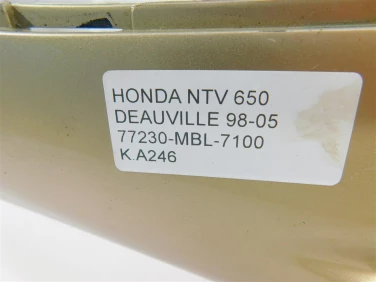 HONDA NTV 650
DEAUVILLE 98-05
77230-MBL-7100
K.A246